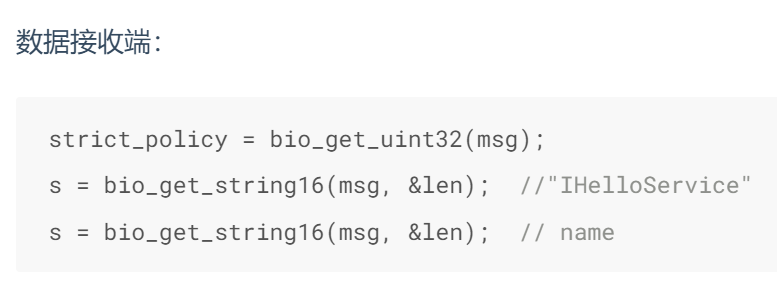 数据接收端：
strict_policy = bio_get_uint32(msg);
s = bio_get_string16(msg, &len);  //"IHelloService"
s = bio_get_string16(msg, &len);  // name